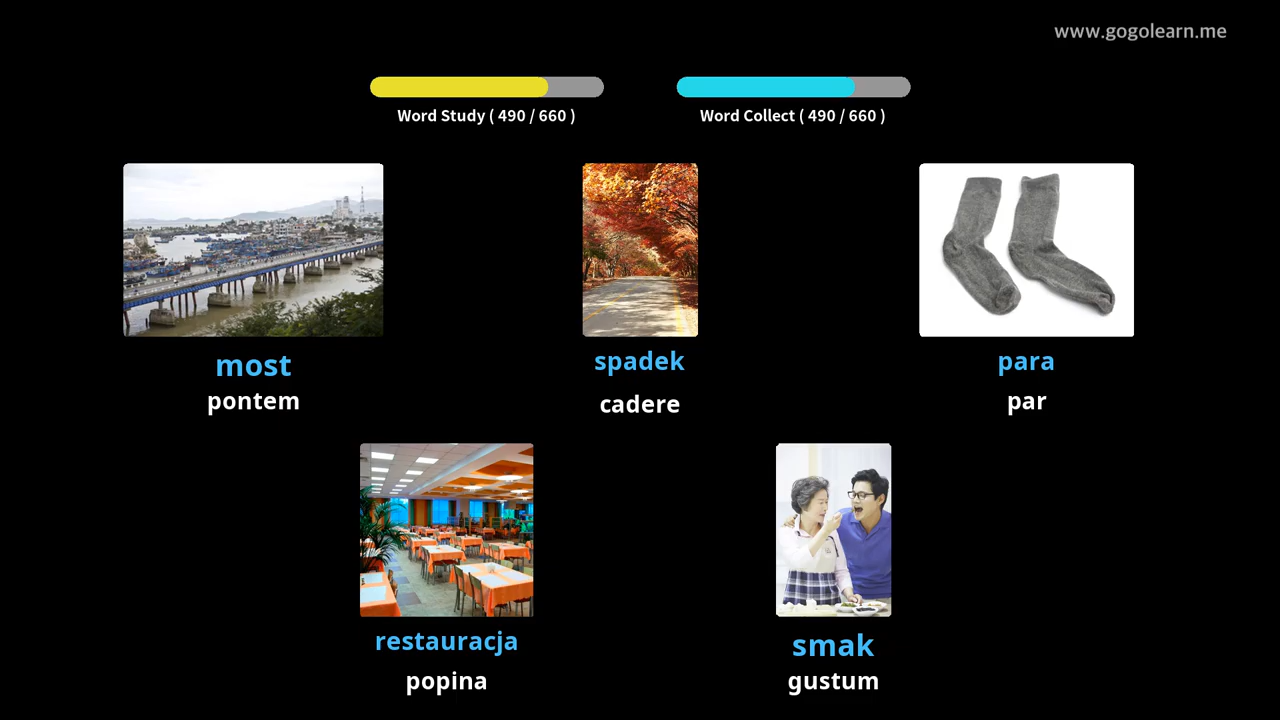 www.gogolearn.me
Word Study ( 490 / 660 )
Word Collect ( 490 / 660 )
most
pontem
spadek
cadere
para
par
restauracja
popina
smak
gustum